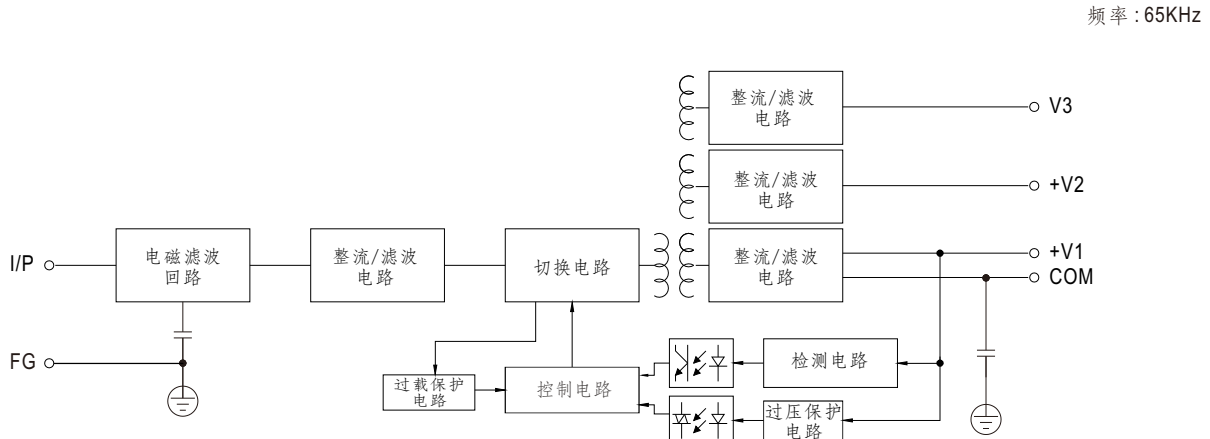 频率 : 65KHz
整流/滤波
电路
V3
整流/滤波
电路
+V2
I/P
电磁滤波
回路
整流/滤波
电路
切换电路
整流/滤波
电路
+V1
COM
FG
过载保护
电路
控制电路
检测电路
过压保护
电路